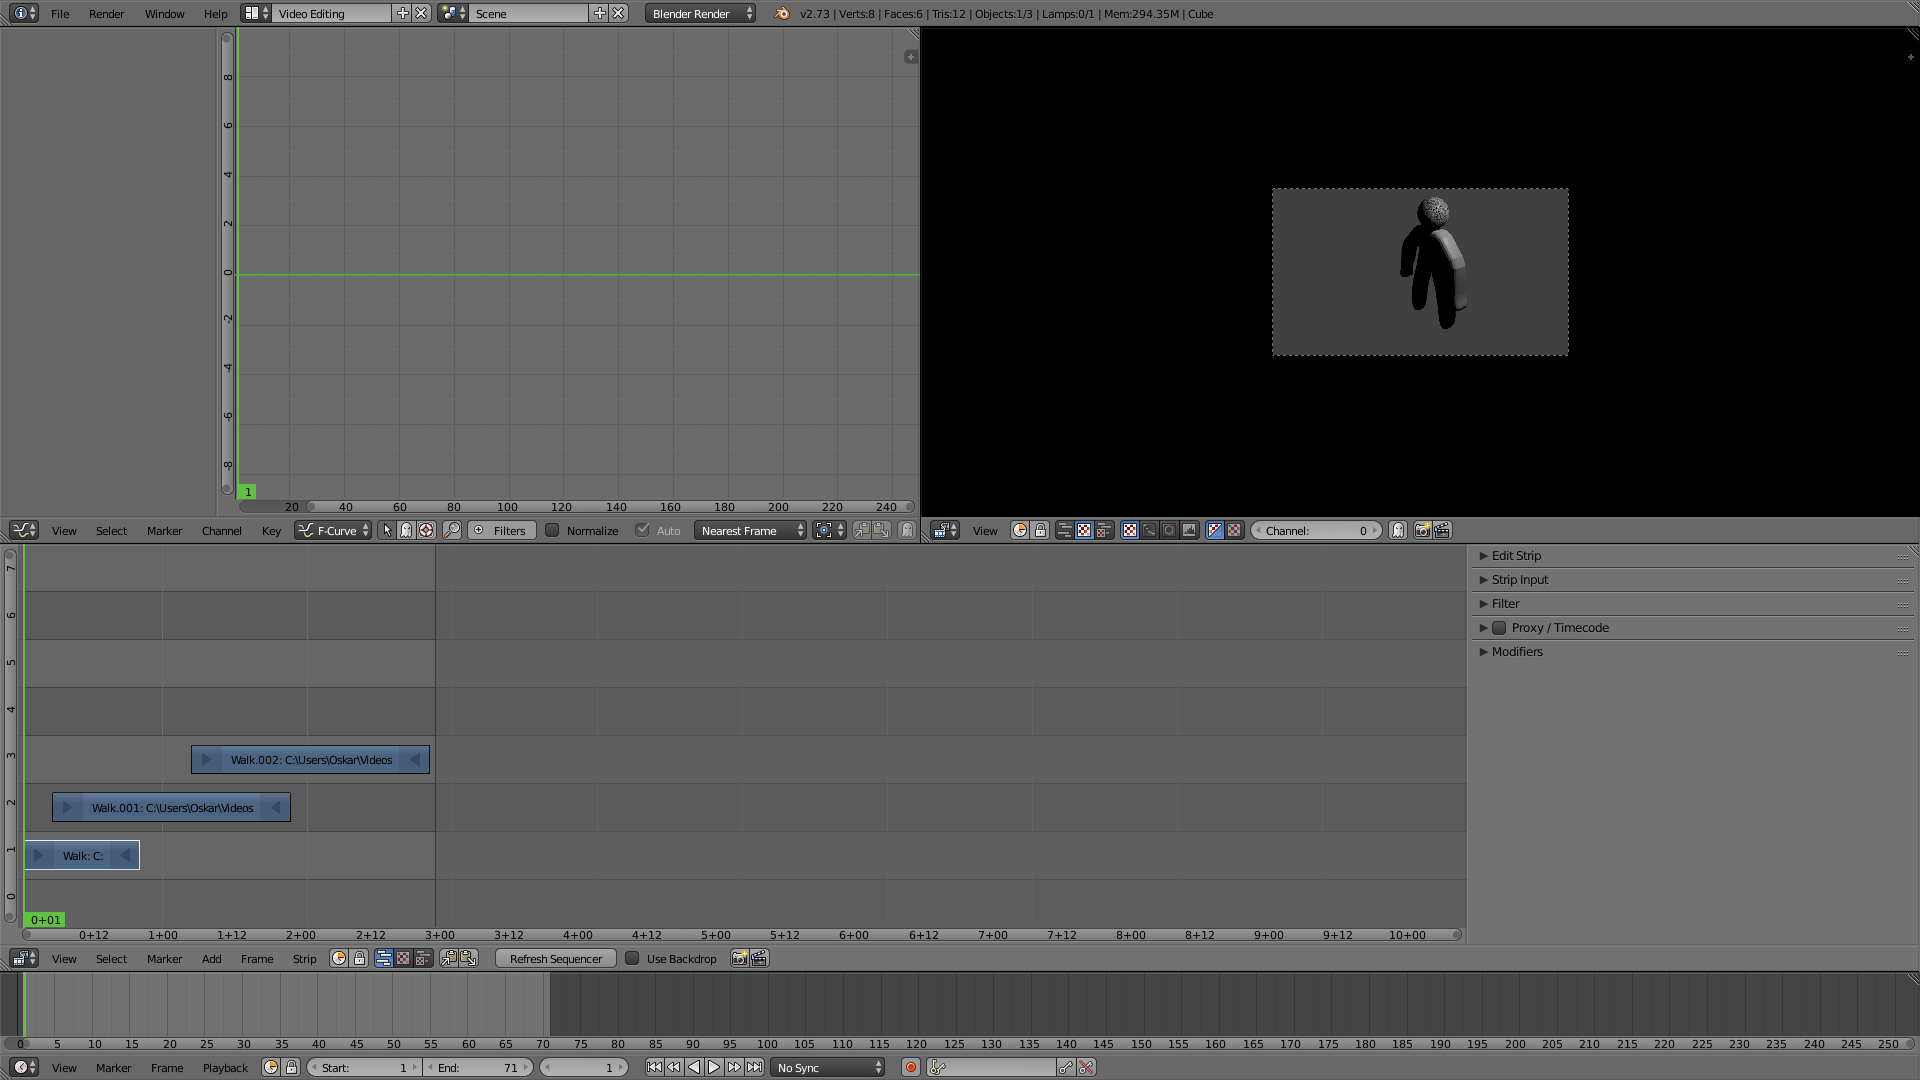 File Render Window Help Video Editing Scene Blender Render v2.73 | Verts:8 | Faces:6 | Tris:12 | Objects:1/3 | Lamps:0/1 | Mem:294.35M | Cube
8
6
4
2
0
-2
-4
-6
-8
1
20 40 60 80 100 120 140 160 180 200 220 240
View Select Marker Channel Key F-Curve Filters Normalize Auto Nearest Frame
View Channel: 0
7
6
5
4
3
2
1
0
Walk.002: C:\Users\Oskar\Videos
Walk.001: C:\Users\Oskar\Videos
Walk: C:
0+01
0+12 1+00 1+12 2+00 2+12 3+00 3+12 4+00 4+12 5+00 5+12 6+00 6+12 7+00 7+12 8+00 8+12 9+00 9+12 10+00
Edit Strip
Strip Input
Filter
Proxy / Timecode
Modifiers
View Select Marker Add Frame Strip Refresh Sequencer Use Backdrop
0 5 10 15 20 25 30 35 40 45 50 55 60 65 70 75 80 85 90 95 100 105 110 115 120 125 130 135 140 145 150 155 160 165 170 175 180 185 190 195 200 205 210 215 220 225 230 235 240 245 250
View Marker Frame Playback Start: 1 End: 71 1 No Sync